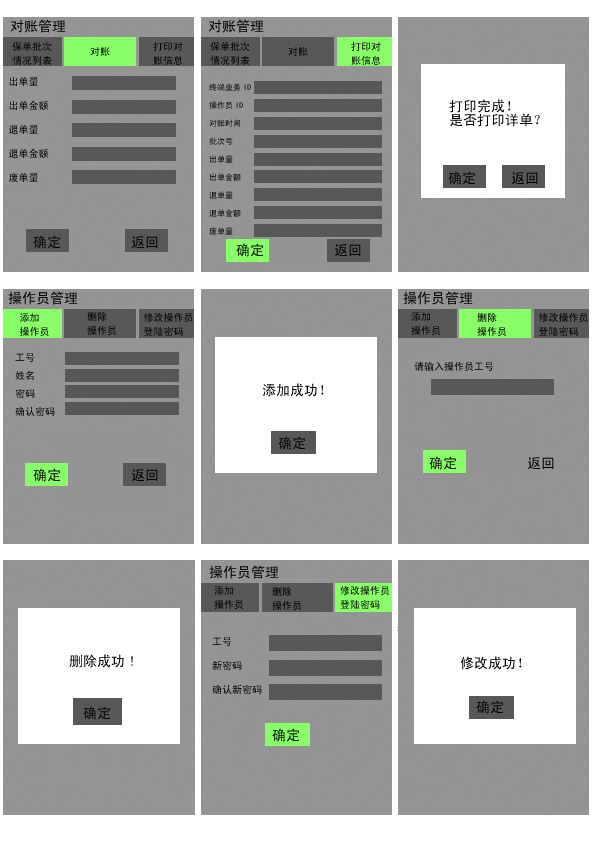 对账管理
保单批次
情况列表
对账
打印对
账信息
出单量
出单金额
退单量
退单金额
废单量
确定
返回
对账管理
保单批次
情况列表
对账
打印对
账信息
终端业务 ID
操作员 ID
对账时间
批次号
出单量
出单金额
退单量
退单金额
废单量
确定
返回
打印完成！
是否打印详单？
确定
返回
操作员管理
添加
操作员
删除
操作员
修改操作员
登陆密码
工号
姓名
密码
确认密码
确定
返回
添加成功！
确定
操作员管理
添加
操作员
删除
操作员
修改操作员
登陆密码
请输入操作员工号
确定
返回
删除成功！
确定
操作员管理
添加
操作员
删除
操作员
修改操作员
登陆密码
工号
新密码
确认新密码
确定
修改成功！
确定